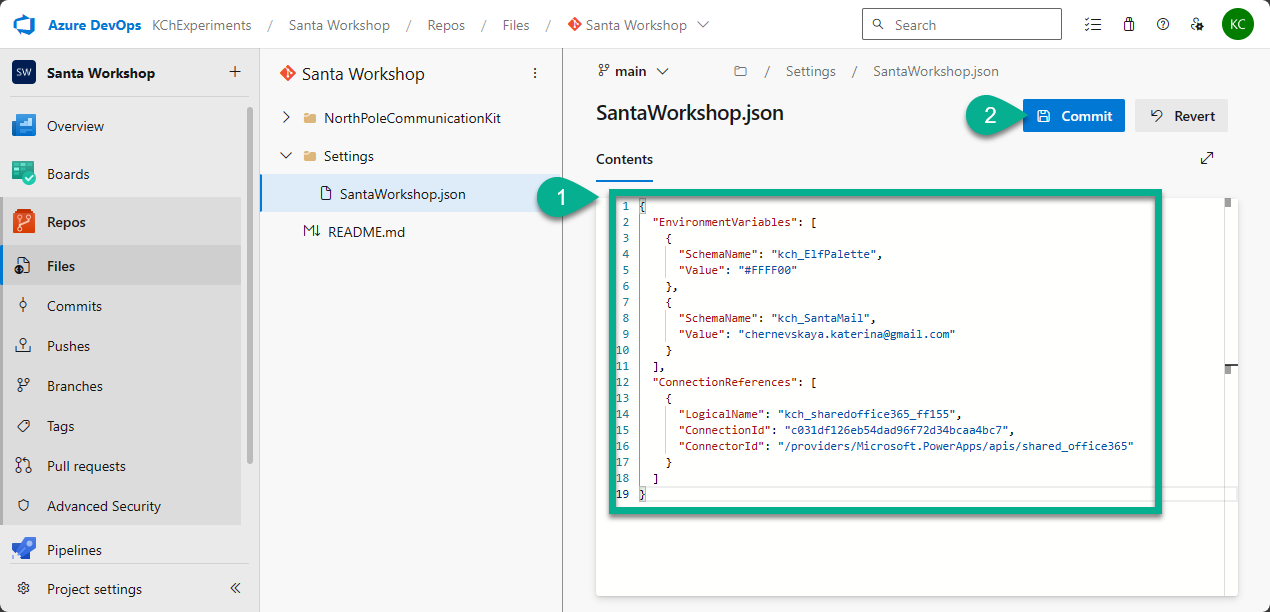 Azure DevOps KChExperiments / Santa Workshop / Repos / Files / Santa Workshop
Search
KC
SW Santa Workshop
Overview
Boards
Repos
Files
Commits
Pushes
Branches
Tags
Pull requests
Advanced Security
Pipelines
Project settings
Santa Workshop
NorthPoleCommunicationKit
Settings
SantaWorkshop.json
README.md
main
/ Settings / SantaWorkshop.json
SantaWorkshop.json
2
Commit
Revert
Contents
1
1 {
2 "EnvironmentVariables": [
3 {
4 "SchemaName": "kch_ElfPalette",
5 "Value": "#FFFF00"
6 },
7 {
8 "SchemaName": "kch_SantaMail",
9 "Value": "chernevskaya.katerina@gmail.com"
10 }
11 ],
12 "ConnectionReferences": [
13 {
14 "LogicalName": "kch_sharedoffice365_ff155",
15 "ConnectionId": "c031df126eb54dad96f72d34bcaa4bc7",
16 "ConnectorId": "/providers/Microsoft.PowerApps/apis/shared_office365"
17 }
18 ]
19 }